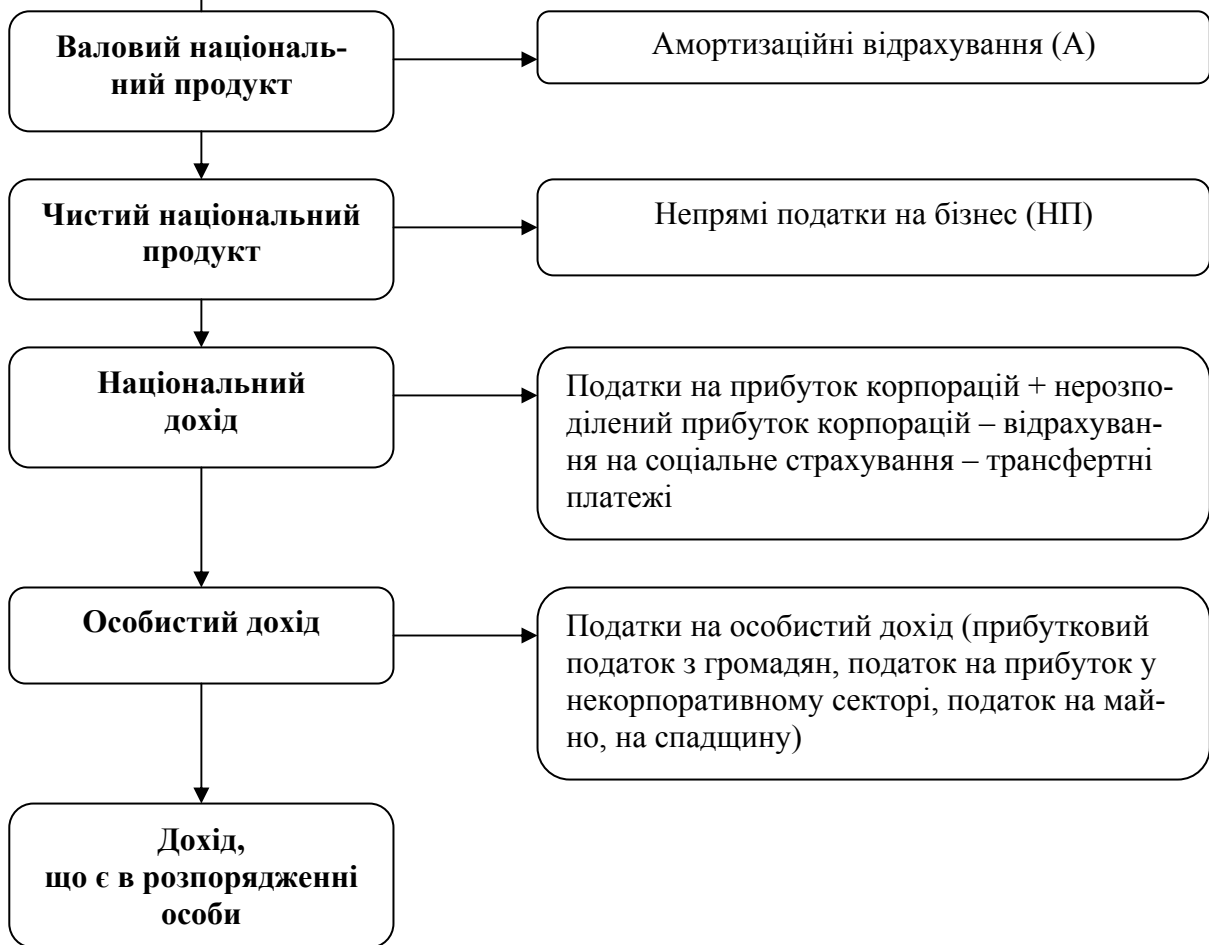 Валовий національ-
ний продукт
Амортизаційні відрахування (А)
Чистий національний
продукт
Непрямі податки на бізнес (НП)
Національний
дохід
Податки на прибуток корпорацій + нерозпо-
ділений прибуток корпорацій – відрахуван-
ня на соціальне страхування – трансфертні
платежі
Особистий дохід
Податки на особистий дохід (прибутковий
податок з громадян, податок на прибуток у
некорпоративному секторі, податок на май-
но, на спадщину)
Дохід,
що є в розпорядженні
особи